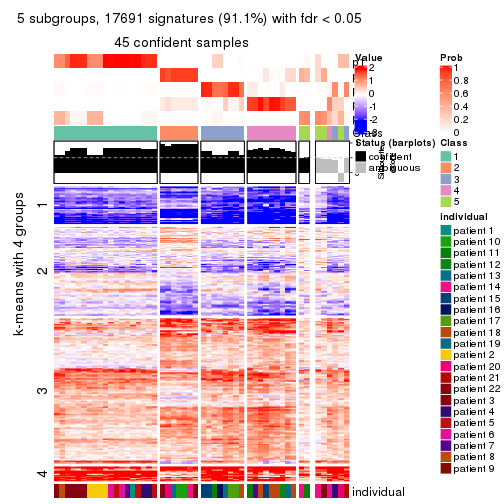 5 subgroups, 17691 signatures (91.1%) with fdr < 0.05
45 confident samples
Value
2
1
0
-1
-2
Prob
1
0.8
0.6
0.4
0.2
0
Class
Status (barplots)
confident
ambiguous
Class
1
2
3
4
5
individual
patient 1
patient 10
patient 11
patient 12
patient 13
patient 14
patient 15
patient 16
patient 17
patient 18
patient 19
patient 2
patient 20
patient 21
patient 22
patient 3
patient 4
patient 5
patient 6
patient 7
patient 8
patient 9
k-means with 4 groups
1
2
3
4
individual